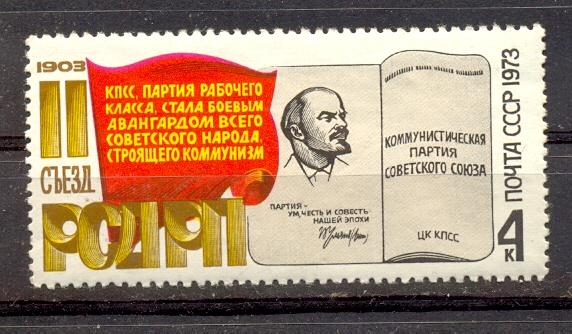 1903
II
СЪЕЗД
РСДРП
КПСС, ПАРТИЯ РАБОЧЕГО
КЛАССА, СТАЛА БОЕВЫМ
АВАНГАРДОМ ВСЕГО
СОВЕТСКОГО НАРОДА,
СТРОЯЩЕГО КОММУНИЗМ
ПАРТИЯ –
УМ, ЧЕСТЬ И СОВЕСТЬ
НАШЕЙ ЭПОХИ
КОММУНИСТИЧЕСКАЯ
ПАРТИЯ
СОВЕТСКОГО СОЮЗА
ЦК КПСС
ПОЧТА СССР 1973
4 К